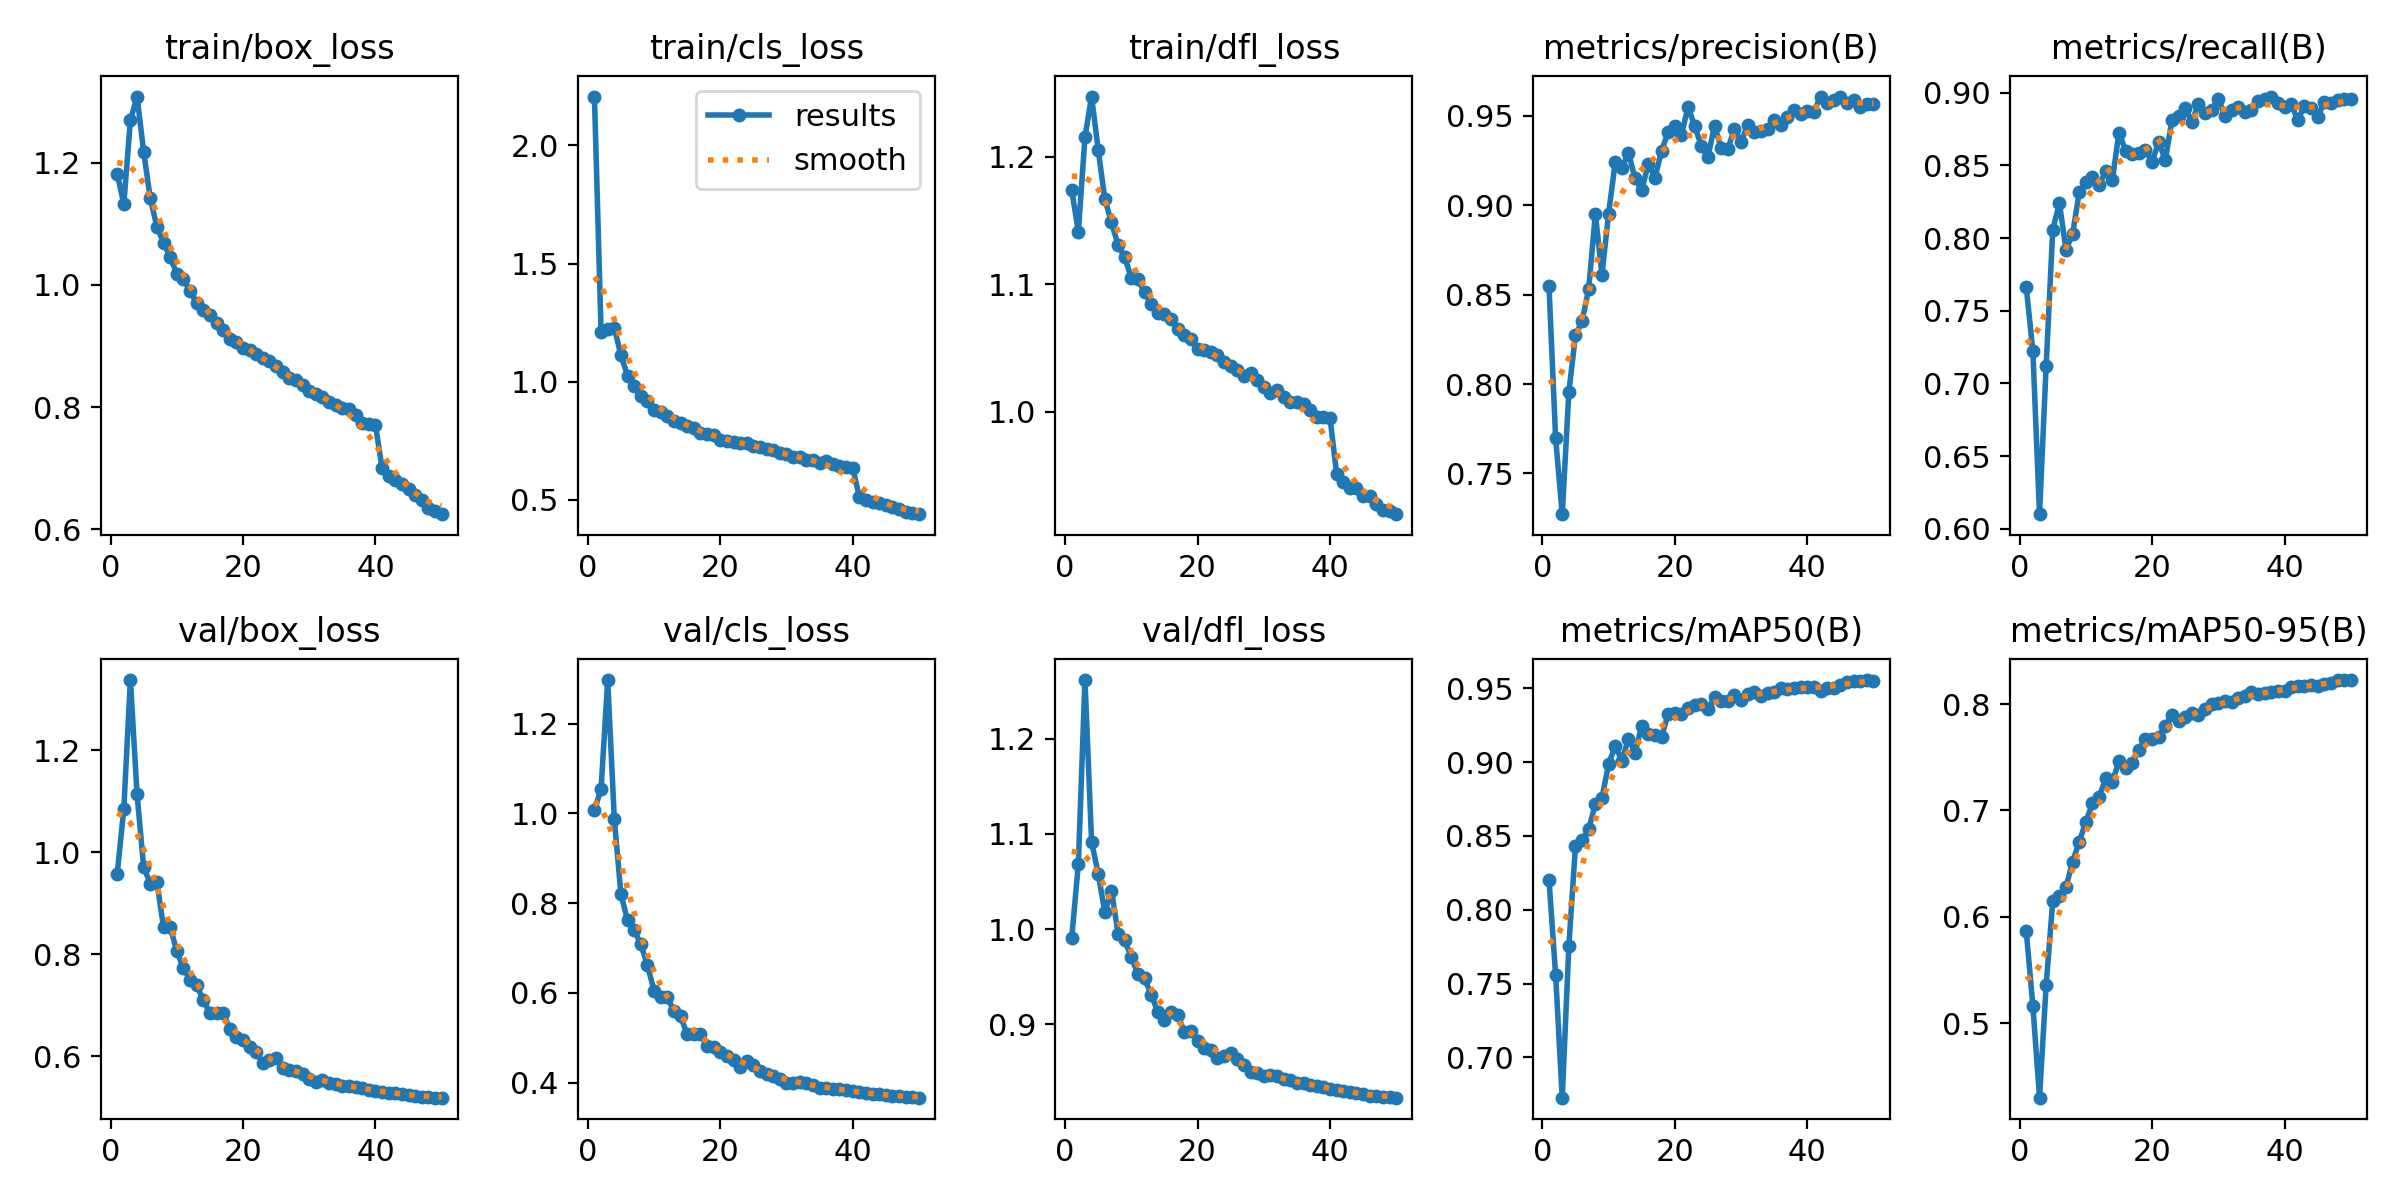 train/box_loss
1.2
1.0
0.8
0.6
0 20 40
train/cls_loss
results
smooth
2.0
1.5
1.0
0.5
0 20 40
train/dfl_loss
1.2
1.1
1.0
0 20 40
metrics/precision(B)
0.95
0.90
0.85
0.80
0.75
0 20 40
metrics/recall(B)
0.90
0.85
0.80
0.75
0.70
0.65
0.60
0 20 40
val/box_loss
1.2
1.0
0.8
0.6
0 20 40
val/cls_loss
1.2
1.0
0.8
0.6
0.4
0 20 40
val/dfl_loss
1.2
1.1
1.0
0.9
0 20 40
metrics/mAP50(B)
0.95
0.90
0.85
0.80
0.75
0.70
0 20 40
metrics/mAP50-95(B)
0.8
0.7
0.6
0.5
0 20 40